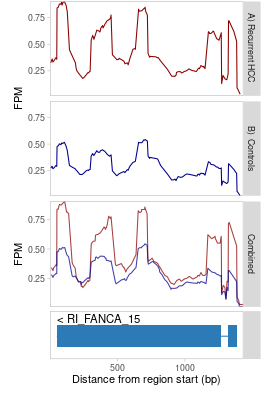 0.75
0.50
0.25
FPM
A) Recurrent HCC
0.75
0.50
0.25
FPM
B): Controls
0.75
0.50
0.25
FPM
Combined
< RI_FANCA_15
500
1000
Distance from region start (bp)